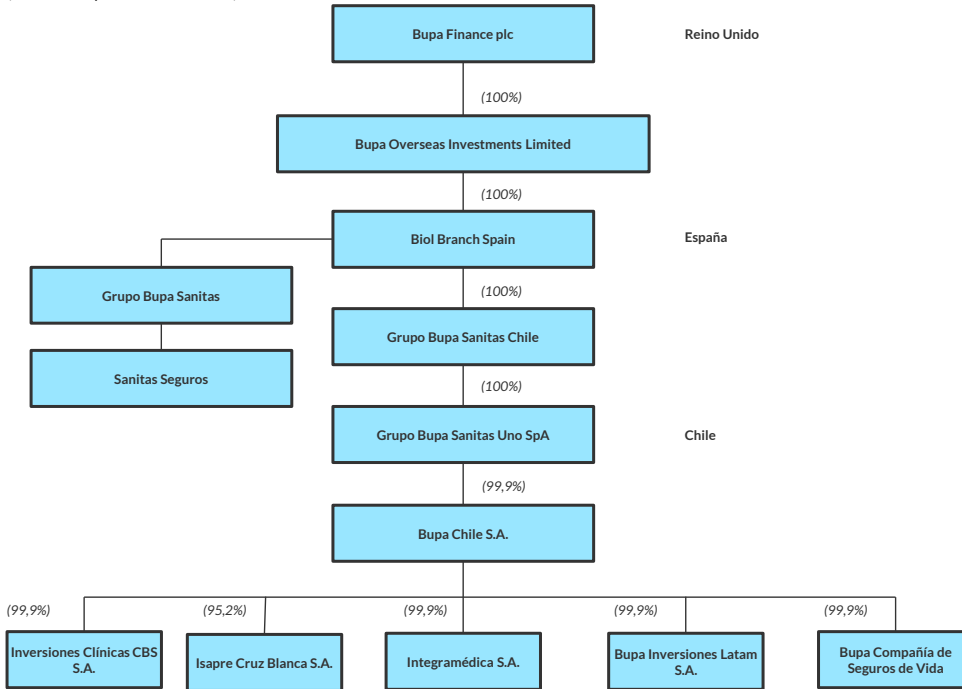 Bupa Finance plc
Reino Unido
(100%)
Bupa Overseas Investments Limited
(100%)
Biol Branch Spain
España
Grupo Bupa Sanitas
(100%)
Grupo Bupa Sanitas Chile
Sanitas Seguros
(100%)
Grupo Bupa Sanitas Uno SpA
Chile
(99,9%)
Bupa Chile S.A.
(99,9%)
(95,2%)
(99,9%)
(99,9%)
(99,9%)
Inversiones Clínicas CBS
S.A.
Isapre Cruz Blanca S.A.
Integramédica S.A.
Bupa Inversiones Latam
S.A.
Bupa Compañía de
Seguros de Vida